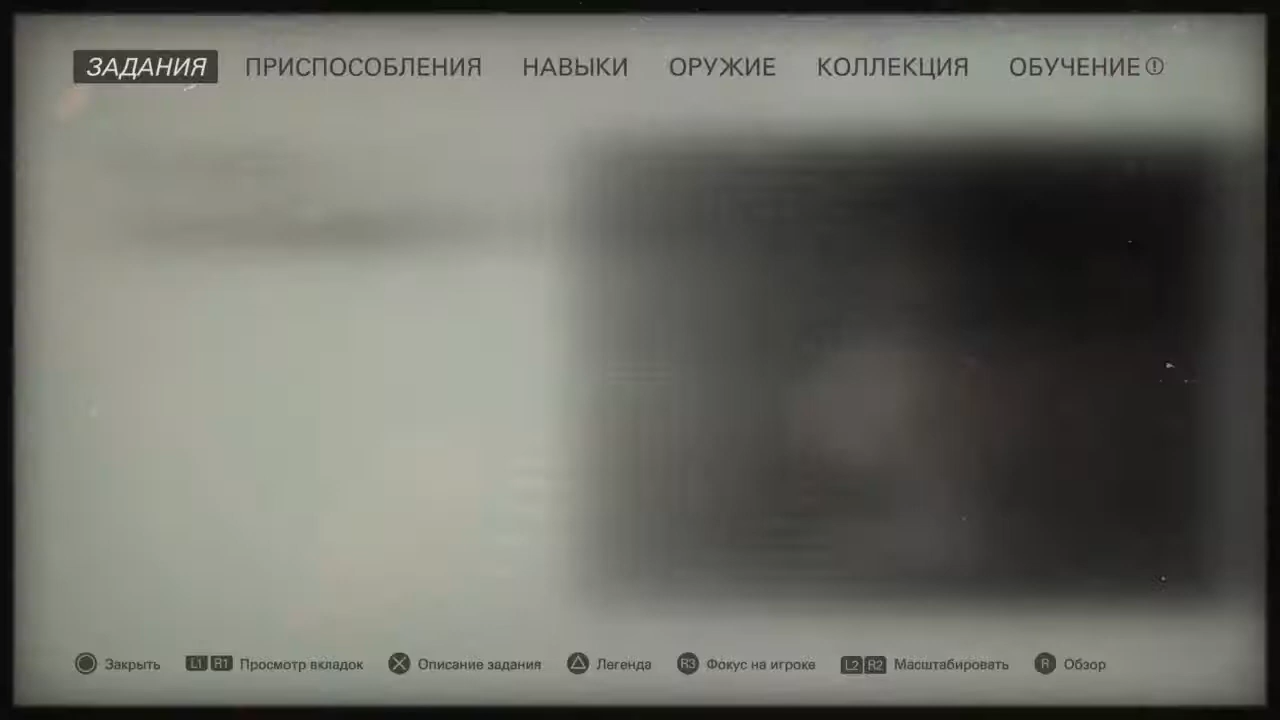 ЗАДАНИЯ ПРИСПОСОБЛЕНИЯ НАВЫКИ ОРУЖИЕ КОЛЛЕКЦИЯ ОБУЧЕНИЕ
Закрыть L1 R1 Просмотр вкладок Описание задания Легенда R3 Фокус на игроке L2 R2 Масштабировать R Обзор